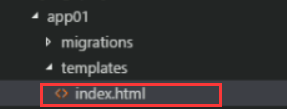 app01
migrations
templates
<> index.html